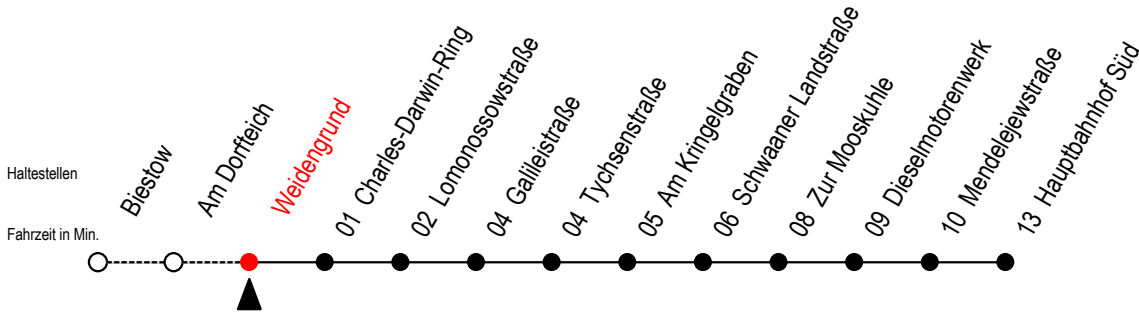 Haltestellen
Fahrzeit in Min.
Biestow
Am Dorfteich
Weidengrund
01 Charles-Darwin-Ring
02 Lomonossowstraße
04 Galileistraße
04 Tychsenstraße
05 Am Kringelgraben
06 Schwaaner Landstraße
08 Zur Mooskuhle
09 Dieselmotorenwerk
10 Mendelejewstraße
13 Hauptbahnhof Süd